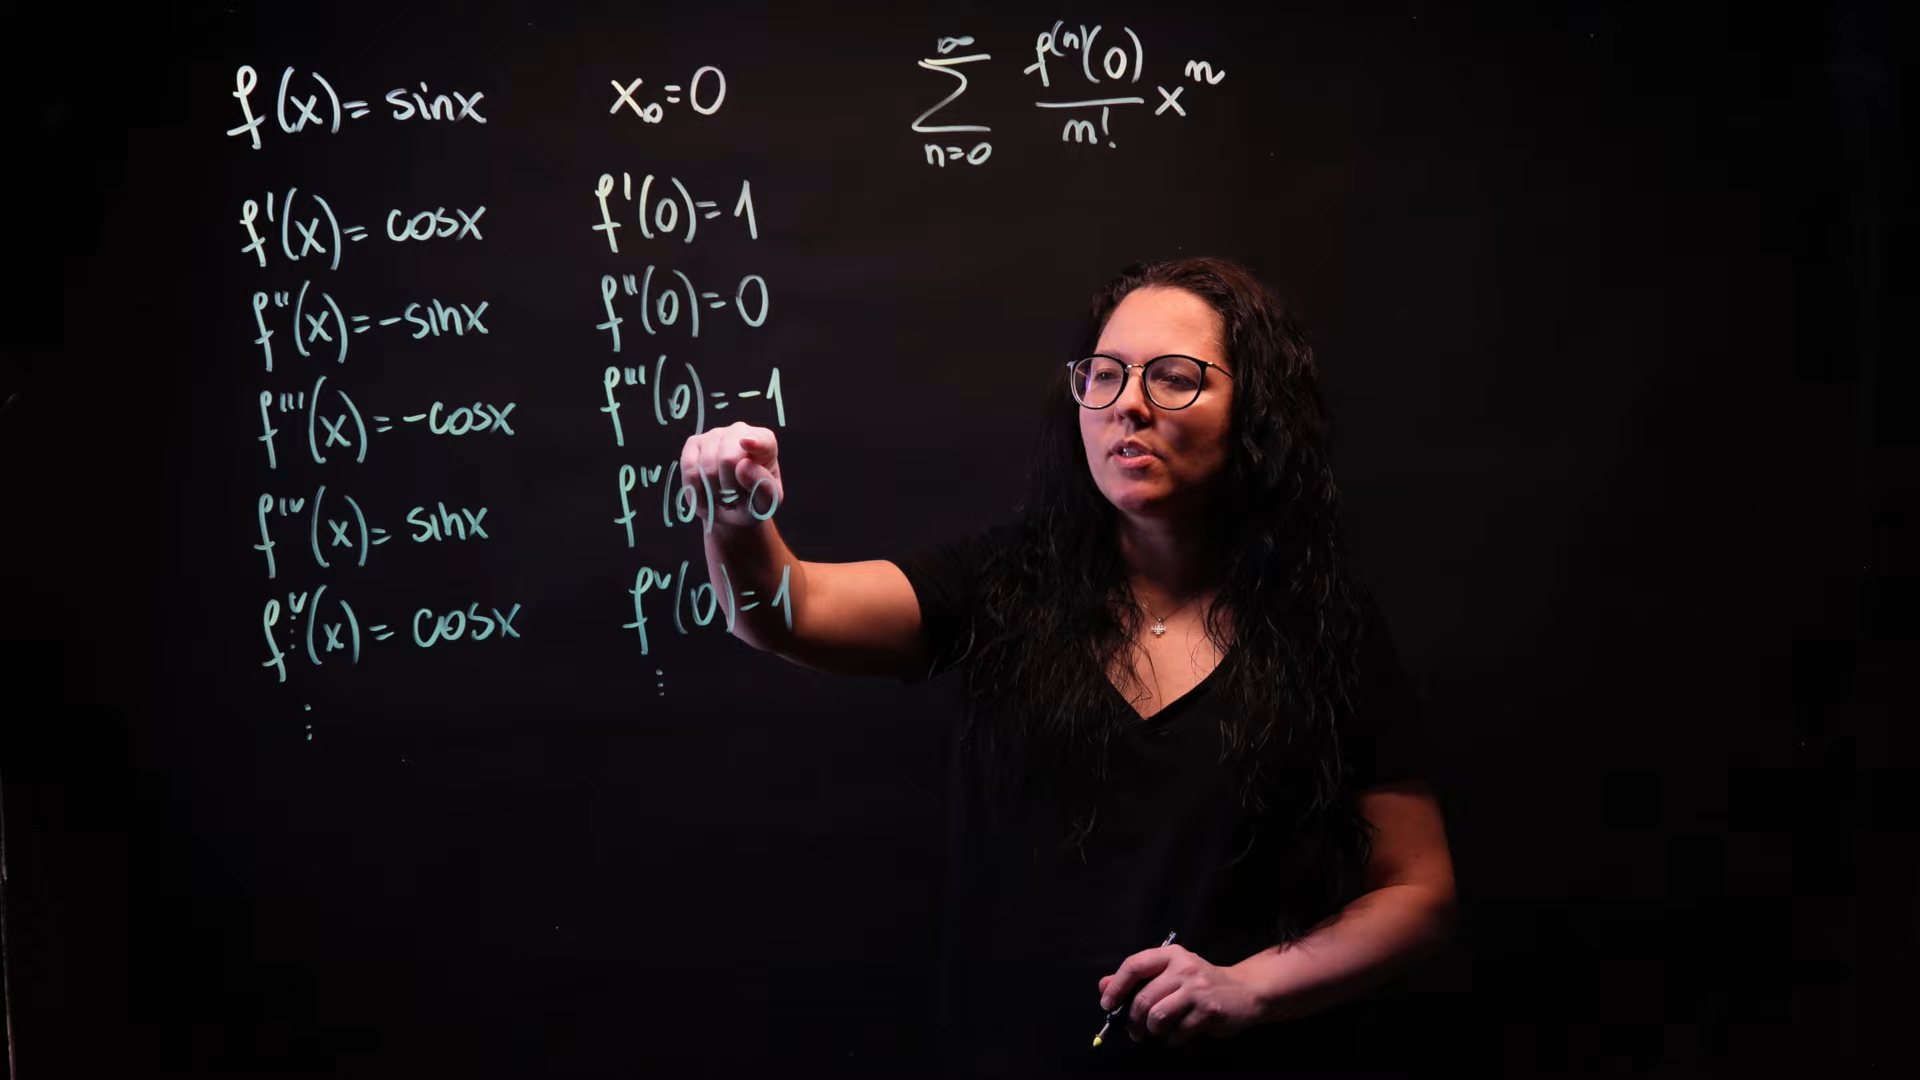 f(x) = sinx    x₀ = 0    ∑_{n=0}^{∞} f⁽ⁿ⁾(0)/n! xⁿ
f'(x) = cosx    f'(0) = 1
f''(x) = -sinx    f''(0) = 0
f'''(x) = -cosx    f'''(0) = -1
f^{IV}(x) = sinx    f^{IV}(0) = 0
f^{V}(x) = cosx    f^{V}(0) = 1
⋮    ⋮